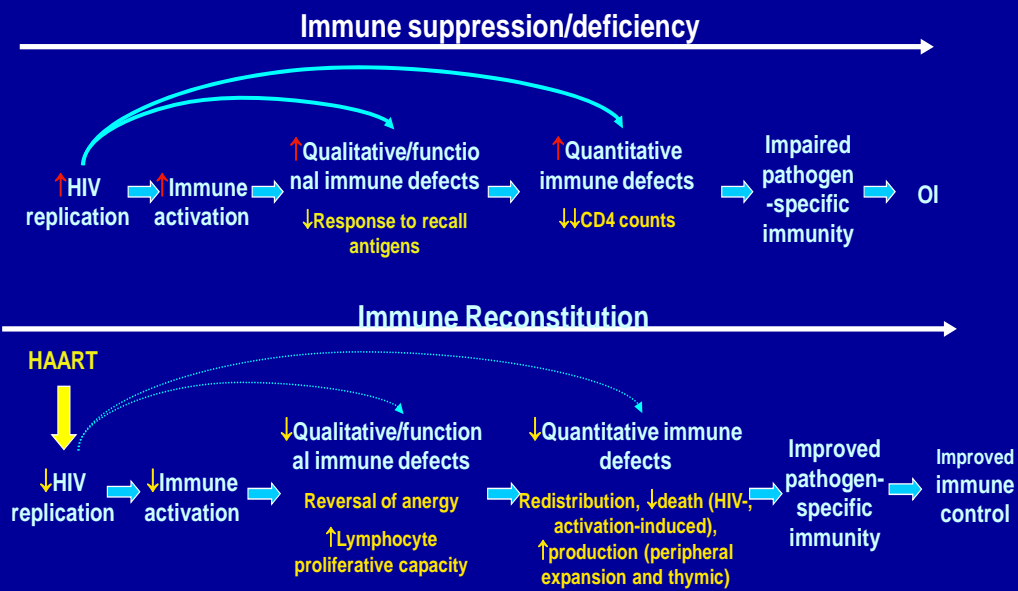 Immune suppression/deficiency
↑HIV
replication
↑Immune
activation
↑Qualitative/functio
nal immune defects
↓Response to recall
antigens
↑Quantitative
immune defects
↓↓CD4 counts
Impaired
pathogen
-specific
immunity
OI
Immune Reconstitution
HAART
↓HIV
replication
↓Immune
activation
↓Qualitative/function
al immune defects
Reversal of anergy
↑Lymphocyte
proliferative capacity
↓Quantitative immune
defects
Redistribution, ↓death (HIV-,
activation-induced),
↑production (peripheral
expansion and thymic)
Improved
pathogen-
specific
immunity
Improved
immune
control